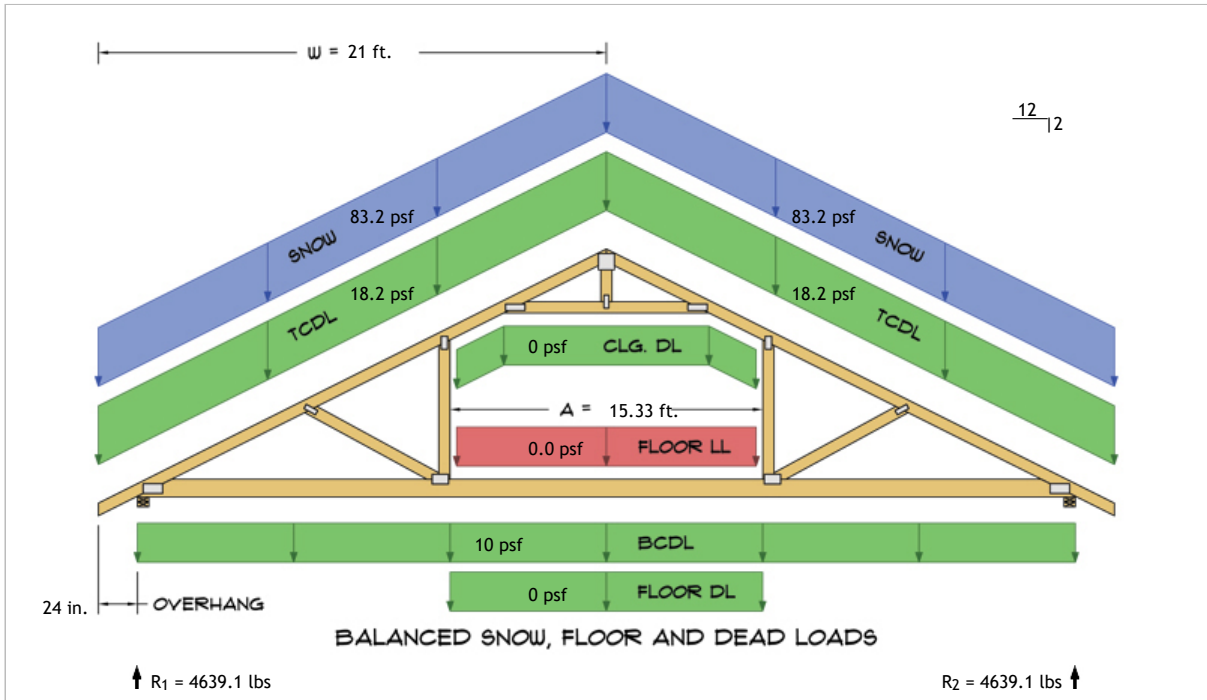 W = 21 ft.
12
2
83.2 psf
83.2 psf
SNOW
SNOW
18.2 psf
18.2 psf
TCDL
TCDL
0 psf CLG. DL
A = 15.33 ft.
0.0 psf FLOOR LL
10 psf BCDL
0 psf FLOOR DL
24 in. OVERHANG
BALANCED SNOW, FLOOR AND DEAD LOADS
R1 = 4639.1 lbs
R2 = 4639.1 lbs